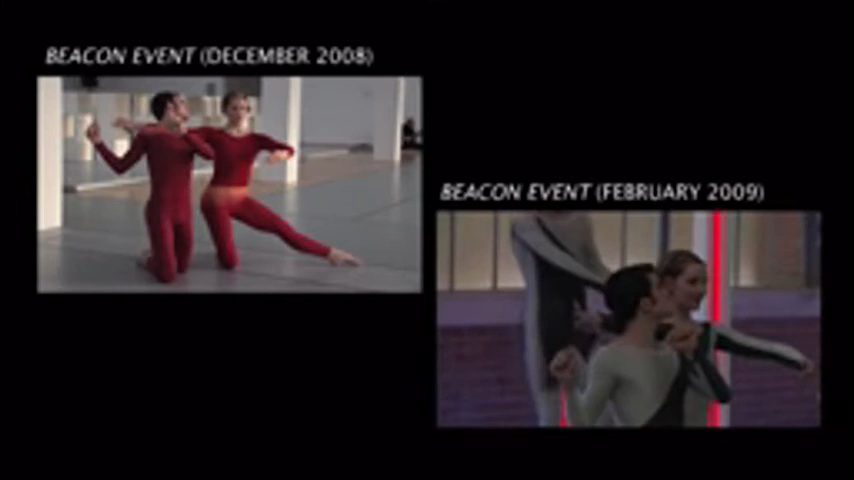 BEACON EVENT (DECEMBER 2008)
BEACON EVENT (FEBRUARY 2009)